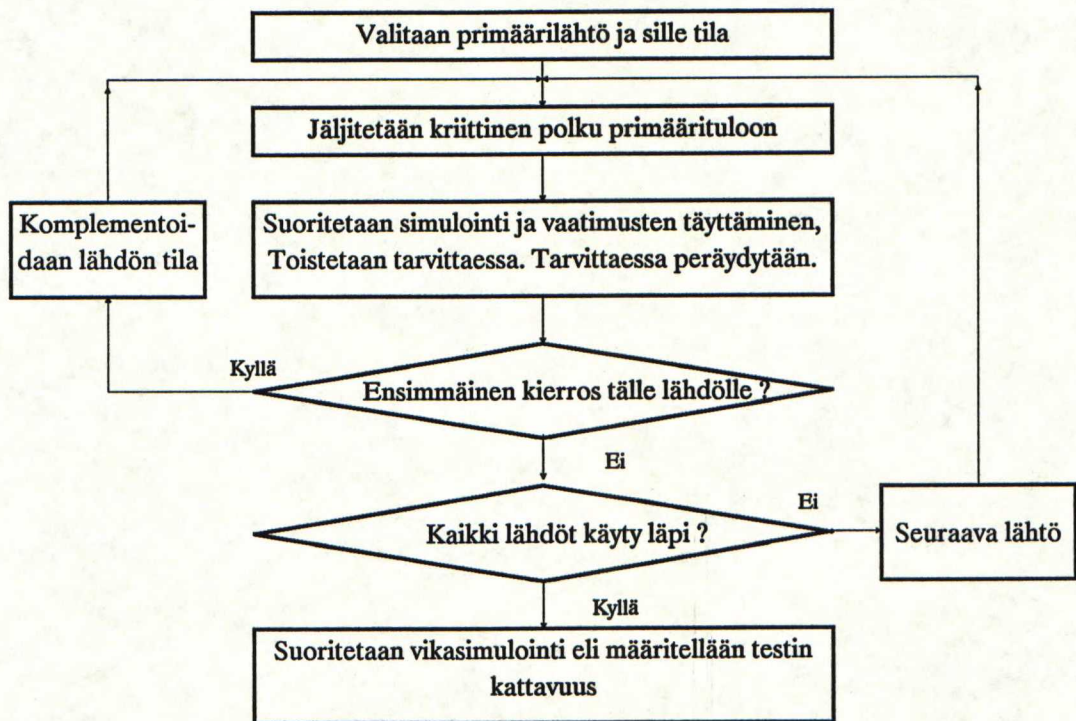 Valitaan primäärilähtö ja sille tila
Jäljitetään kriittinen polku primäärituloon
Komplementoi-
daan lähdön tila
Suoritetaan simulointi ja vaatimusten täyttäminen,
Toistetaan tarvittaessa. Tarvittaessa peräydytään.
Kyllä
Ensimmäinen kierros tälle lähdölle ?
Ei
Ei
Kaikki lähdöt käyty läpi ?
Seuraava lähtö
Kyllä
Suoritetaan vikasimulointi eli määritellään testin
kattavuus